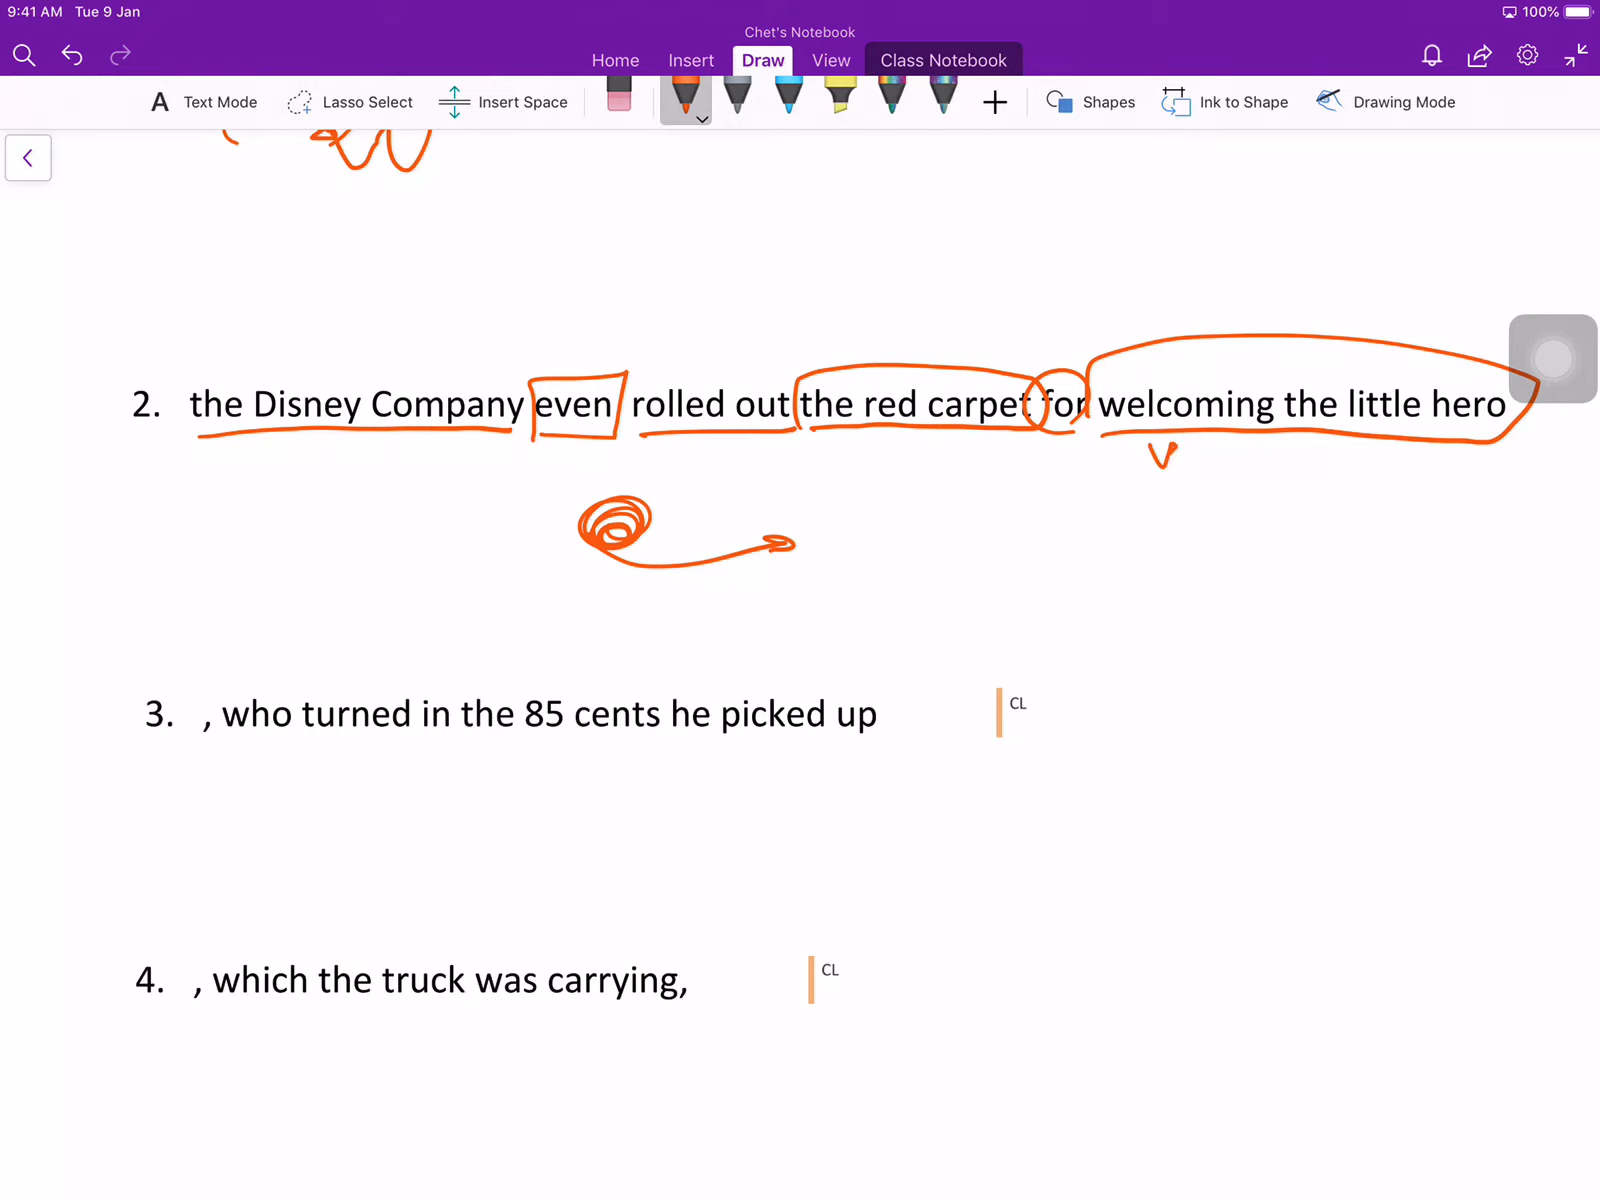 9:41 AM Tue 9 Jan
100%
Chet's Notebook
Home Insert Draw View Class Notebook
A Text Mode Lasso Select Insert Space Shapes Ink to Shape Drawing Mode
2. the Disney Company even rolled out the red carpet for welcoming the little hero
v
3. , who turned in the 85 cents he picked up
CL
4. , which the truck was carrying,
CL